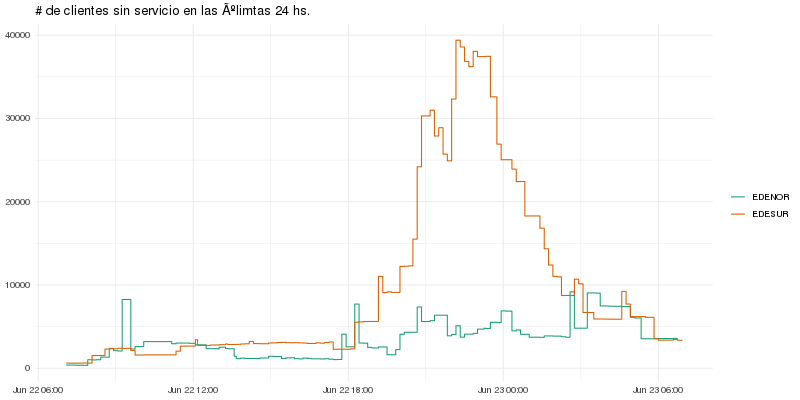 # de clientes sin servicio en las Ãºlimtas 24 hs.
40000
30000
20000
10000
0
Jun 22 06:00 Jun 22 12:00 Jun 22 18:00 Jun 23 00:00 Jun 23 06:00
EDENOR
EDESUR